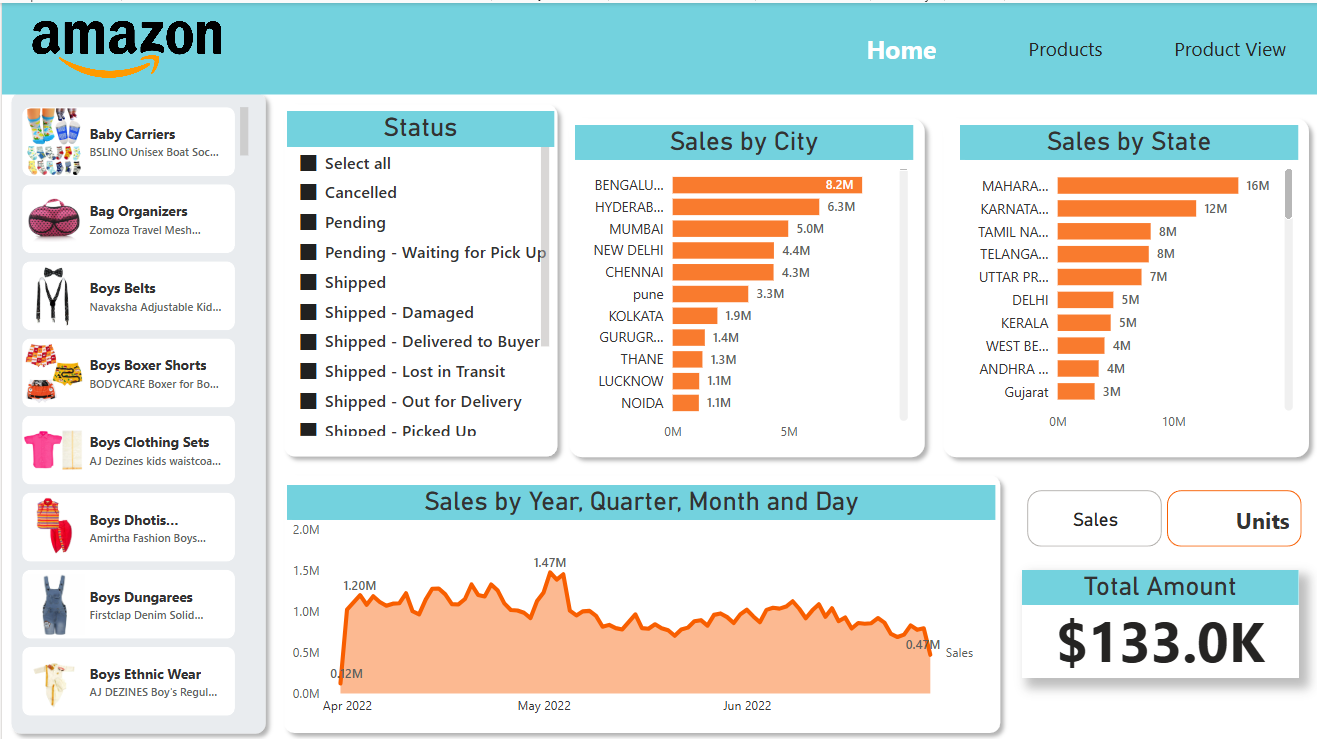 amazon
Home
Products
Product View
Baby Carriers
BSLINO Unisex Boat Soc...
Bag Organizers
Zomoza Travel Mesh...
Boys Belts
Navaksha Adjustable Kid...
Boys Boxer Shorts
BODYCARE Boxer for Bo...
Boys Clothing Sets
AJ Dezines kids waistcoa...
Boys Dhotis...
Amirtha Fashion Boys...
Boys Dungarees
Firstclap Denim Solid...
Boys Ethnic Wear
AJ DEZINES Boy's Regul...
Status
Select all
Cancelled
Pending
Pending - Waiting for Pick Up
Shipped
Shipped - Damaged
Shipped - Delivered to Buyer
Shipped - Lost in Transit
Shipped - Out for Delivery
Shipped - Picked Up
Sales by City
BENGALU... 8.2M
HYDERAB... 6.3M
MUMBAI 5.0M
NEW DELHI 4.4M
CHENNAI 4.3M
pune 3.3M
KOLKATA 1.9M
GURUGR... 1.4M
THANE 1.3M
LUCKNOW 1.1M
NOIDA 1.1M
0M 5M
Sales by State
MAHARA... 16M
KARNATA... 12M
TAMIL NA... 8M
TELANGA... 8M
UTTAR PR... 7M
DELHI 5M
KERALA 5M
WEST BE... 4M
ANDHRA ... 4M
Gujarat 3M
0M 10M
Sales by Year, Quarter, Month and Day
2.0M
1.5M
1.0M
0.5M
0.0M
1.20M
1.47M
0.12M
0.47M
Sales
Apr 2022 May 2022 Jun 2022
Sales
Units
Total Amount
$133.0K